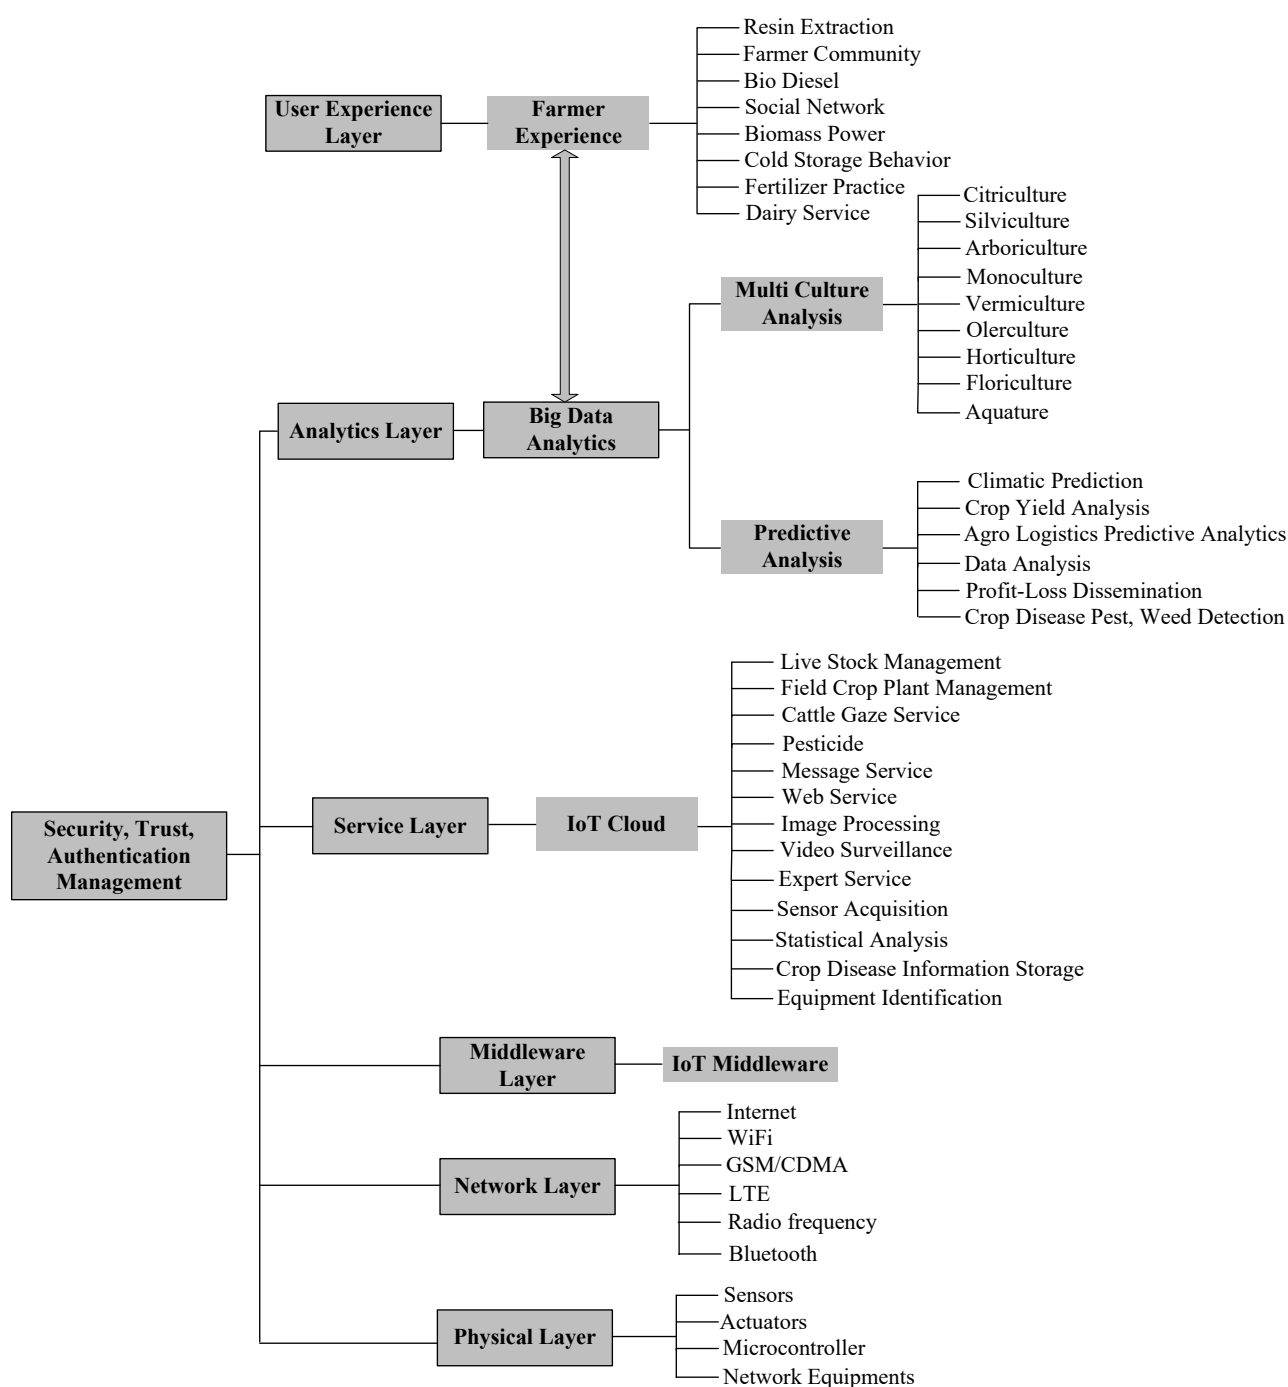 Resin Extraction
Farmer Community
Bio Diesel
Social Network
Biomass Power
Cold Storage Behavior
Fertilizer Practice
Dairy Service
User Experience
Layer
Farmer
Experience
Citriculture
Silviculture
Arboriculture
Monoculture
Vermiculture
Olerculture
Horticulture
Floriculture
Aquature
Multi Culture
Analysis
Analytics Layer
Big Data
Analytics
Predictive
Analysis
Climatic Prediction
Crop Yield Analysis
Agro Logistics Predictive Analytics
Data Analysis
Profit-Loss Dissemination
Crop Disease Pest, Weed Detection
Live Stock Management
Field Crop Plant Management
Cattle Gaze Service
Pesticide
Message Service
Web Service
Image Processing
Video Surveillance
Expert Service
Sensor Acquisition
Statistical Analysis
Crop Disease Information Storage
Equipment Identification
Security, Trust,
Authentication
Management
Service Layer
IoT Cloud
Middleware
Layer
IoT Middleware
Internet
WiFi
GSM/CDMA
LTE
Radio frequency
Bluetooth
Network Layer
Sensors
Actuators
Microcontroller
Network Equipments
Physical Layer